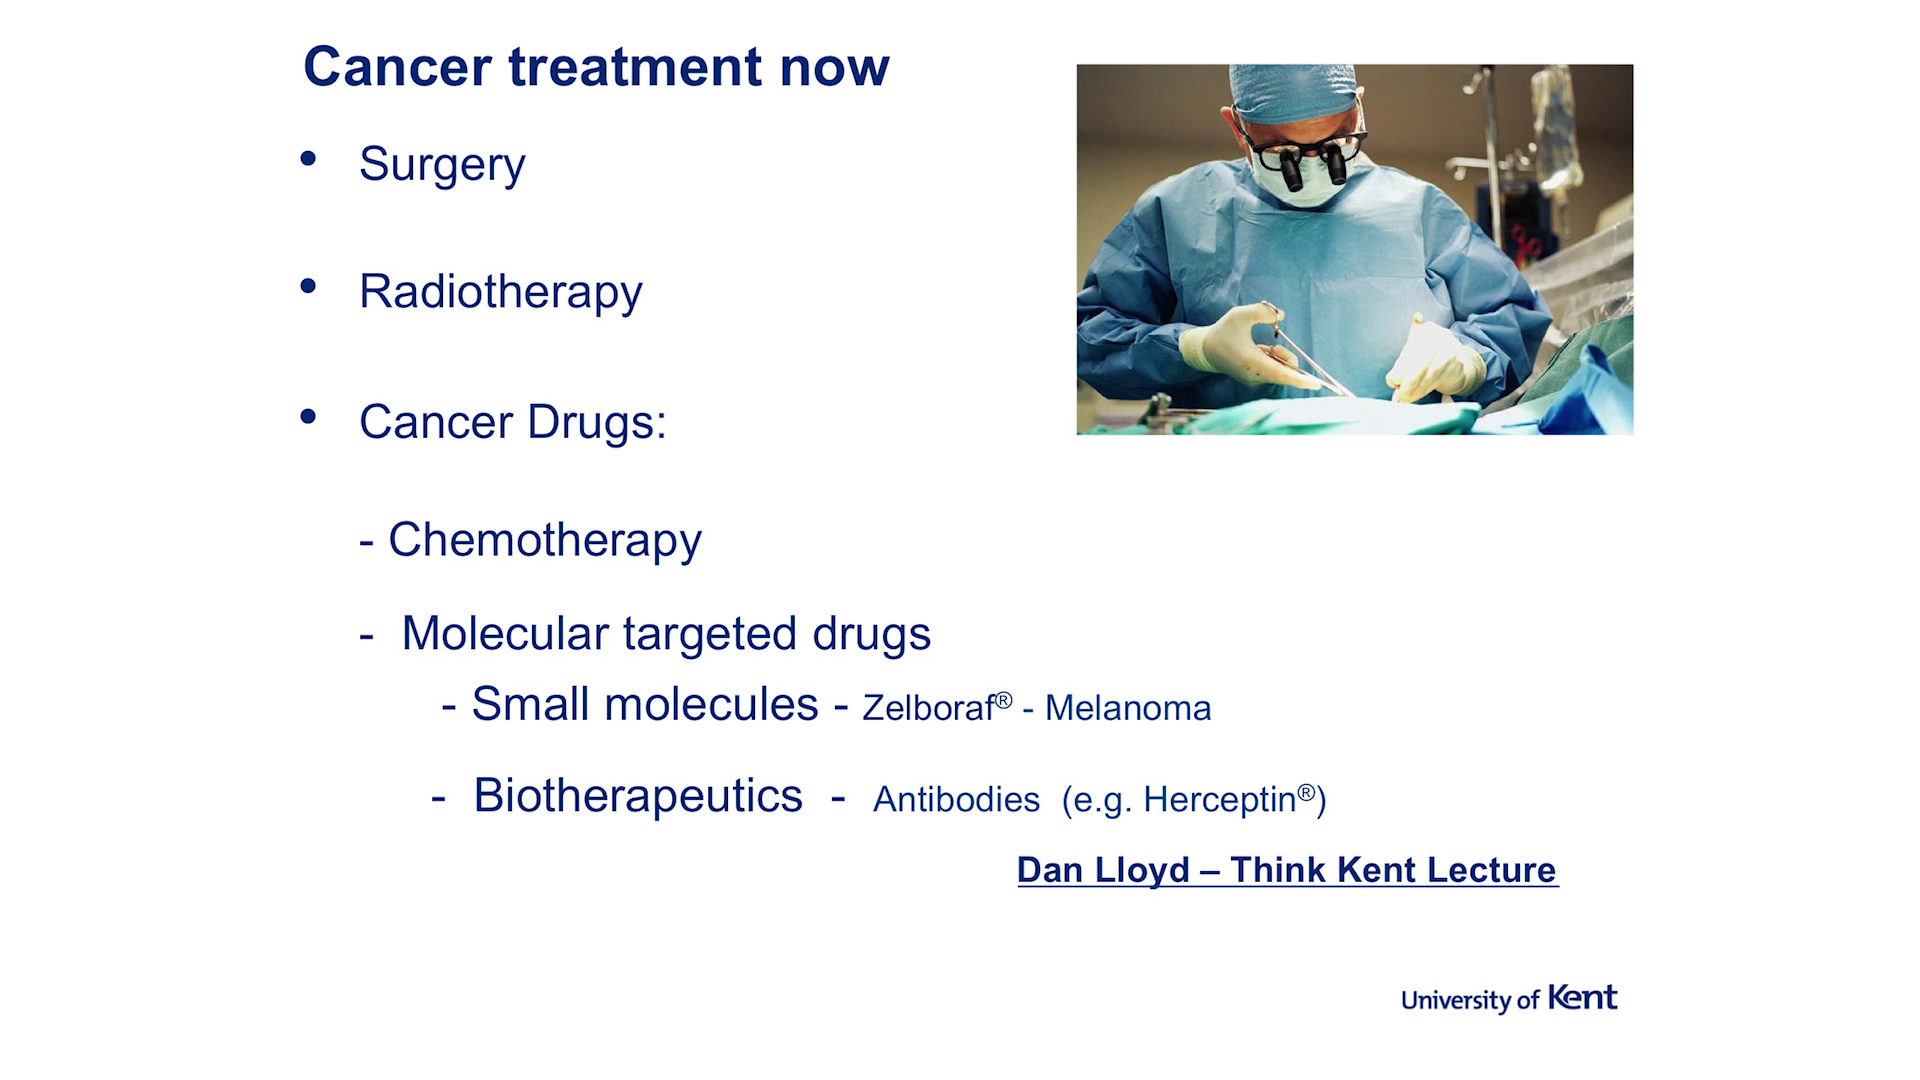 Cancer treatment now
• Surgery
• Radiotherapy
• Cancer Drugs:
- Chemotherapy
- Molecular targeted drugs
- Small molecules - Zelboraf® - Melanoma
- Biotherapeutics - Antibodies (e.g. Herceptin®)
Dan Lloyd – Think Kent Lecture
University of Kent